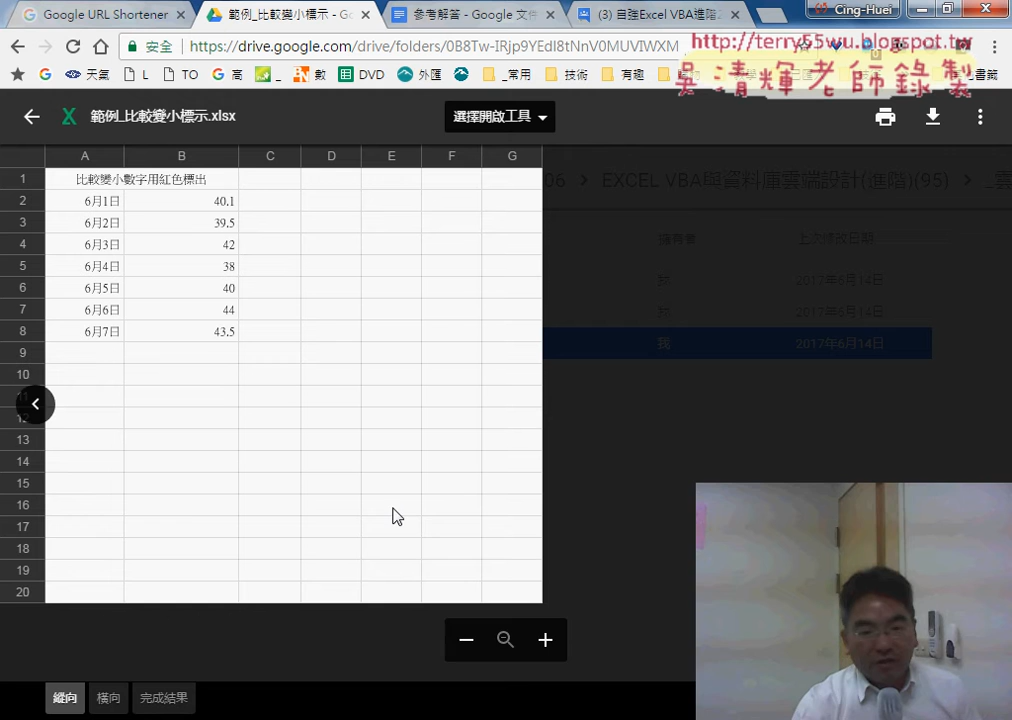 Google URL Shortener
範例_比較變小標示 - Go
參考解答 - Google 文件
(3) 自強Excel VBA進階2
Cing-Huei
安全 https://drive.google.com/drive/folders/0B8Tw-IRjp9YEdl8tNnV0MUVIWXM
http://terry55wu.blogspot.tw
天氣 L TO 高 數 DVD 外匯 _常用 技術 有趣
吳清輝老師錄製
範例_比較變小標示.xlsx
選擇開啟工具
A B C D E F G
06 EXCEL VBA與資料庫雲端設計(進階)(95)
1 比較變小數字用紅色標出
2 6月1日 40.1
3 6月2日 39.5
4 6月3日 42
5 6月4日 38
6 6月5日 40
7 6月6日 44
8 6月7日 43.5
9
10
11
12
13
14
15
16
17
18
19
20
擁有者 上次修改日期
我 2017年6月14日
我 2017年6月14日
我 2017年6月14日
縱向 橫向 完成結果